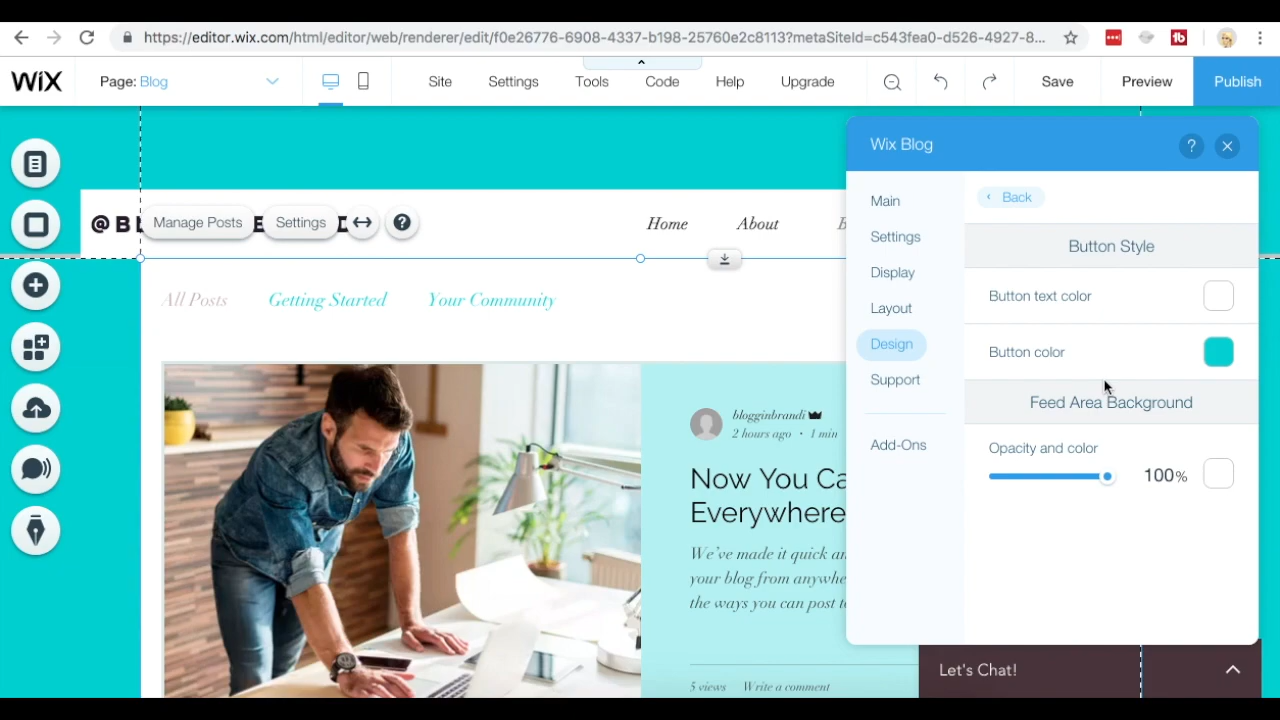 https://editor.wix.com/html/editor/web/renderer/edit/f0e26776-6908-4337-b198-25760e2c8113?metaSiteId=c543fea0-d526-4927-8...
WiX
Page: Blog
Site
Settings
Tools
Code
Help
Upgrade
Save
Preview
Publish
Manage Posts
Settings
Home
About
All Posts
Getting Started
Your Community
blogginbrandi
2 hours ago · 1 min
Now You Ca
Everywhere
We've made it quick an
your blog from anywhe
the ways you can post t
5 views
Write a comment
Wix Blog
?
Main
Settings
Display
Layout
Design
Support
Add-Ons
Back
Button Style
Button text color
Button color
Feed Area Background
Opacity and color
100%
Let's Chat!